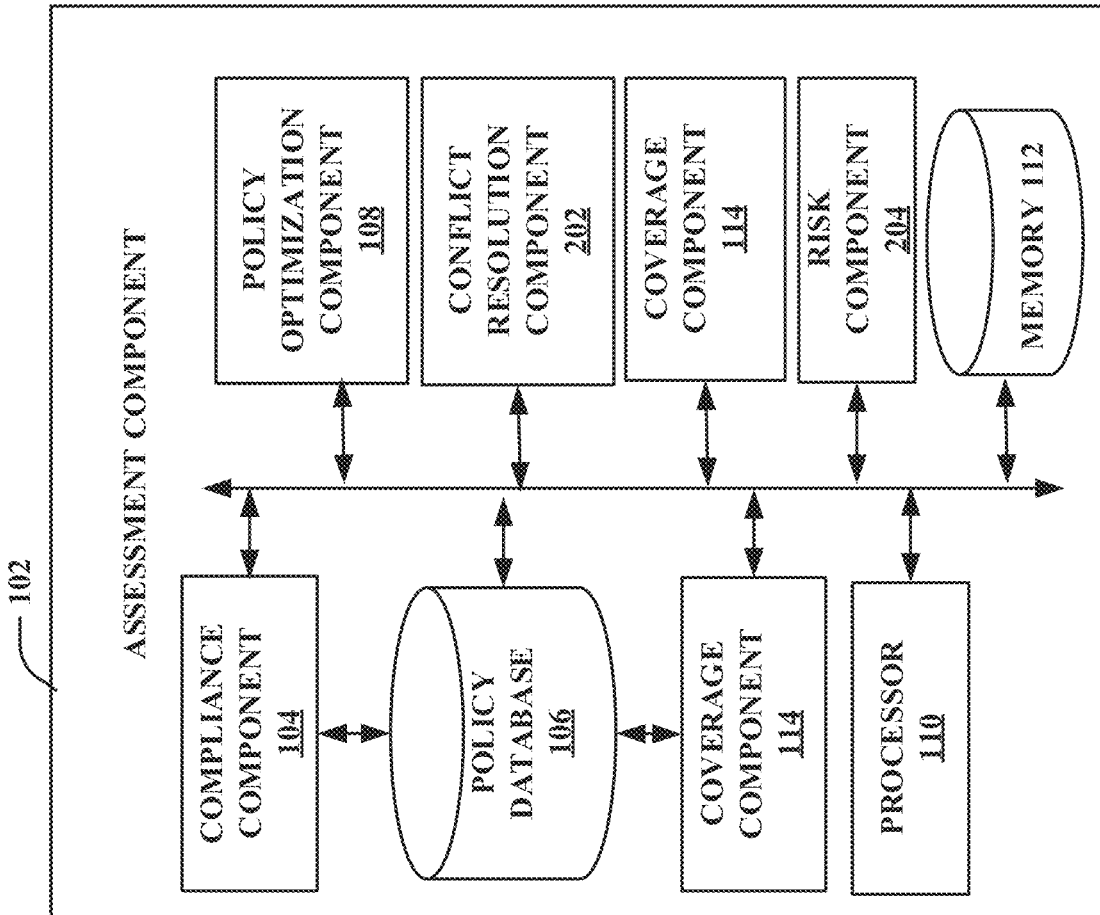 102
ASSESSMENT COMPONENT
COMPLIANCE
COMPONENT
104
POLICY
DATABASE
106
COVERAGE
COMPONENT
114
PROCESSOR
110
POLICY
OPTIMIZATION
COMPONENT
108
CONFLICT
RESOLUTION
COMPONENT
202
COVERAGE
COMPONENT
114
RISK
COMPONENT
204
MEMORY 112